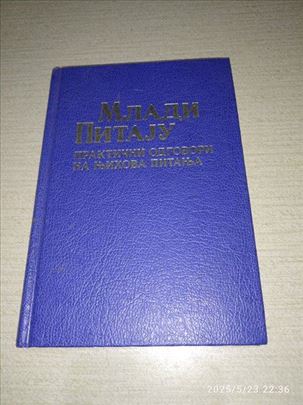 Млади
Питају
ПРАКТИЧНИ ОДГОВОРИ
НА ЊИХОВА ПИТАЊА
2025/5/23 22:36